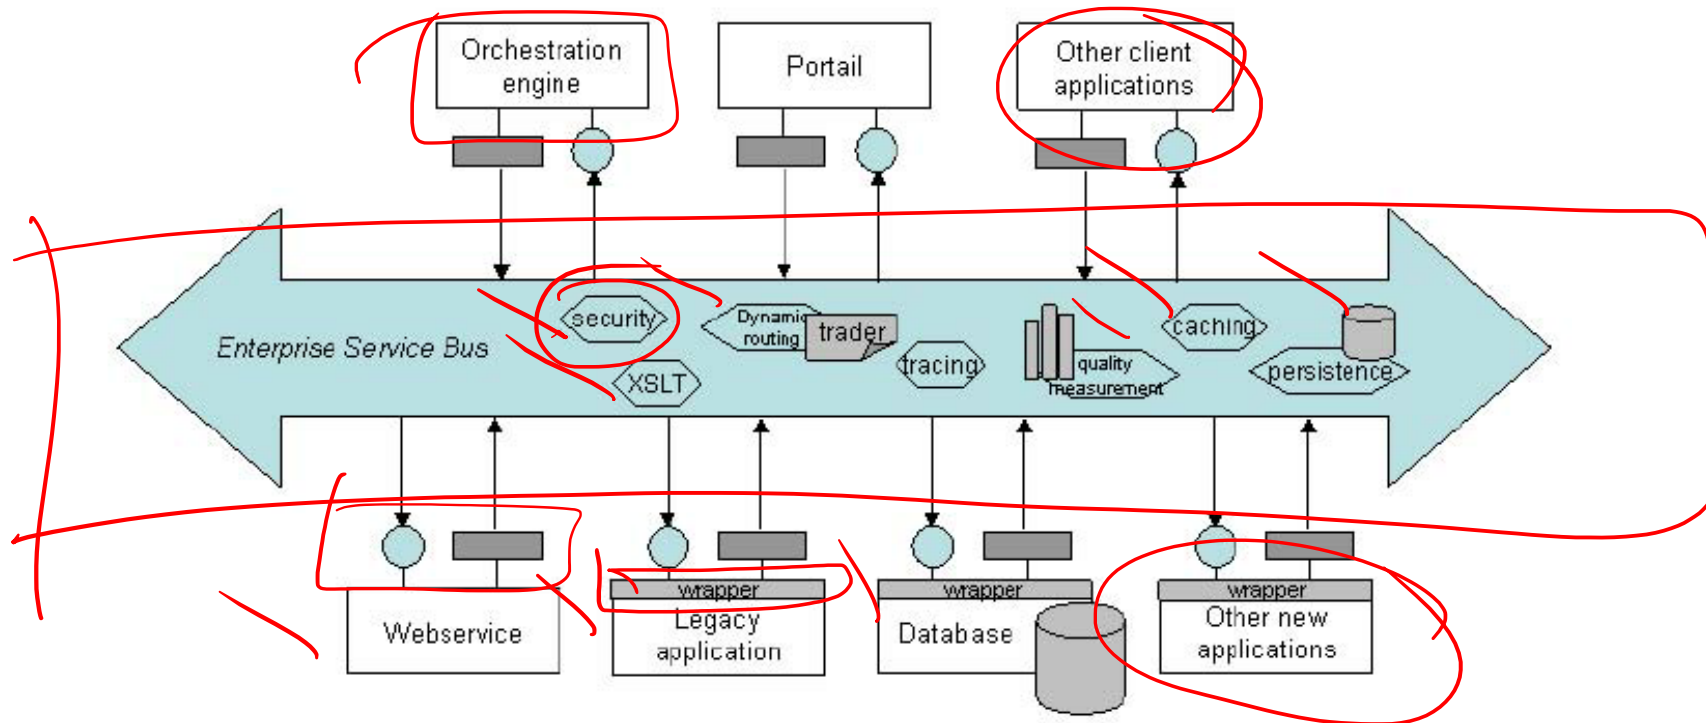 Orchestration
engine
Portail
Other client
applications
Enterprise Service Bus
security
XSLT
Dynamic
routing
trader
tracing
quality
measurement
caching
persistence
Webservice
wrapper
Legacy
application
wrapper
Database
wrapper
Other new
applications